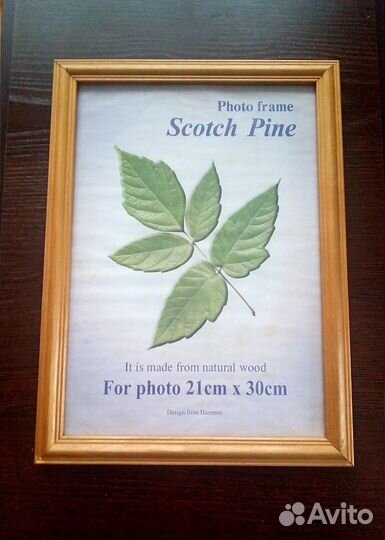 Photo frame
Scotch Pine
It is made from natural wood
For photo 21cm x 30cm
Design from Hammer
Avito